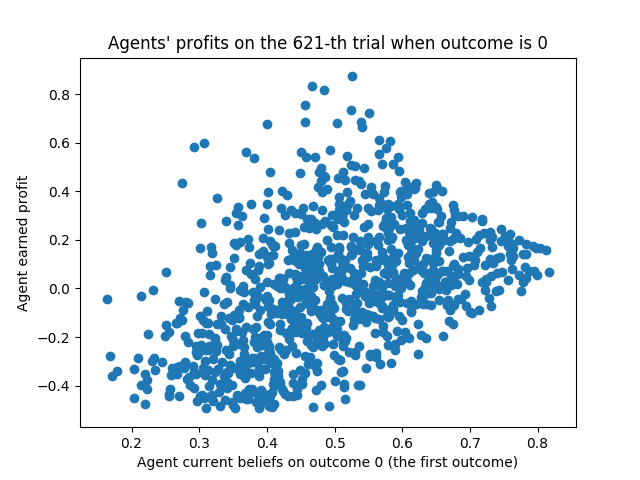 Agents' profits on the 621-th trial when outcome is 0
0.8
0.6
0.4
0.2
0.0
−0.2
−0.4
Agent earned profit
0.2 0.3 0.4 0.5 0.6 0.7 0.8
Agent current beliefs on outcome 0 (the first outcome)